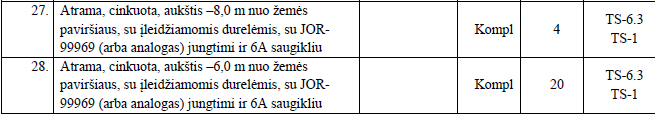 27. Atrama, cinkuota, aukštis –8,0 m nuo žemės
paviršiaus, su įleidžiamomis durelėmis, su JOR-
99969 (arba analogas) jungtimi ir 6A saugikliu
Kompl
4
TS-6.3
TS-1
28. Atrama, cinkuota, aukštis –6,0 m nuo žemės
paviršiaus, su įleidžiamomis durelėmis, su JOR-
99969 (arba analogas) jungtimi ir 6A saugikliu
Kompl
20
TS-6.3
TS-1